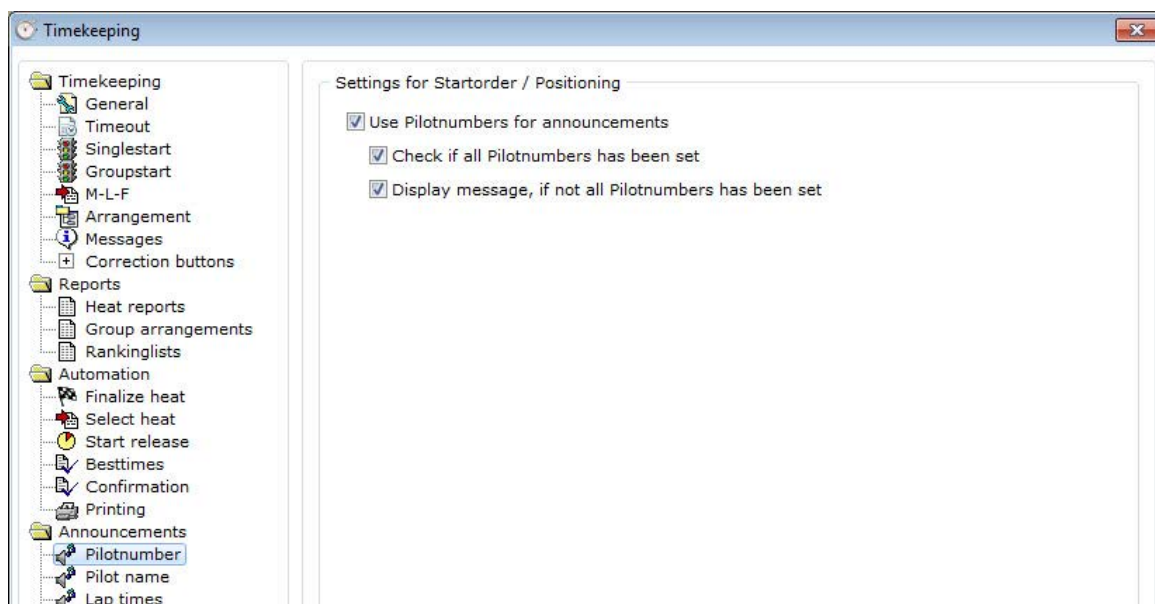 Timekeeping
Timekeeping
General
Timeout
Singlestart
Groupstart
M-L-F
Arrangement
Messages
Correction buttons
Reports
Heat reports
Group arrangements
Rankinglists
Automation
Finalize heat
Select heat
Start release
Besttimes
Confirmation
Printing
Announcements
Pilotnumber
Pilot name
Lap times
Settings for Startorder / Positioning
Use Pilotnumbers for announcements
Check if all Pilotnumbers has been set
Display message, if not all Pilotnumbers has been set